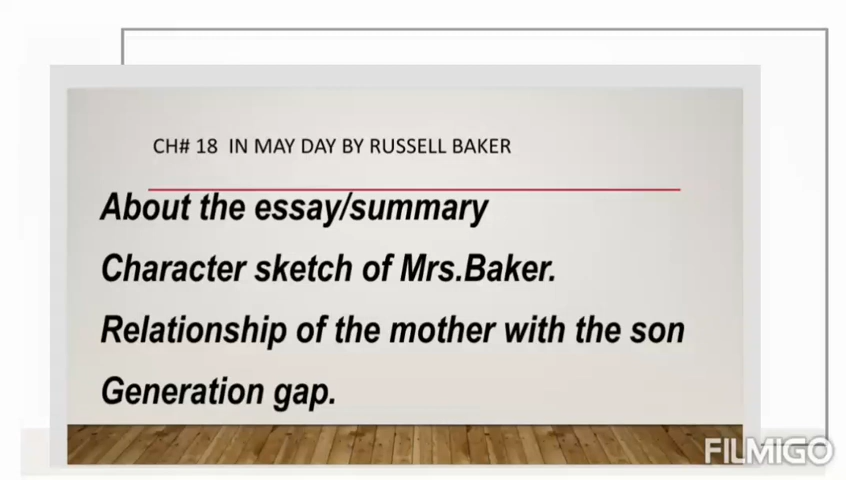 CH# 18 IN MAY DAY BY RUSSELL BAKER
About the essay/summary
Character sketch of Mrs.Baker.
Relationship of the mother with the son
Generation gap.
FILMIGO